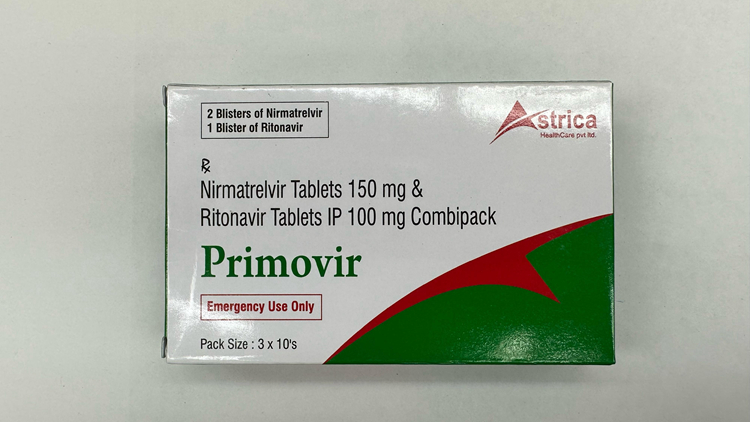 2 Blisters of Nirmatrelvir
1 Blister of Ritonavir
Astrica
HealthCare pvt ltd.
Rx
Nirmatrelvir Tablets 150 mg &
Ritonavir Tablets IP 100 mg Combipack
Primovir
Emergency Use Only
Pack Size : 3 x 10's